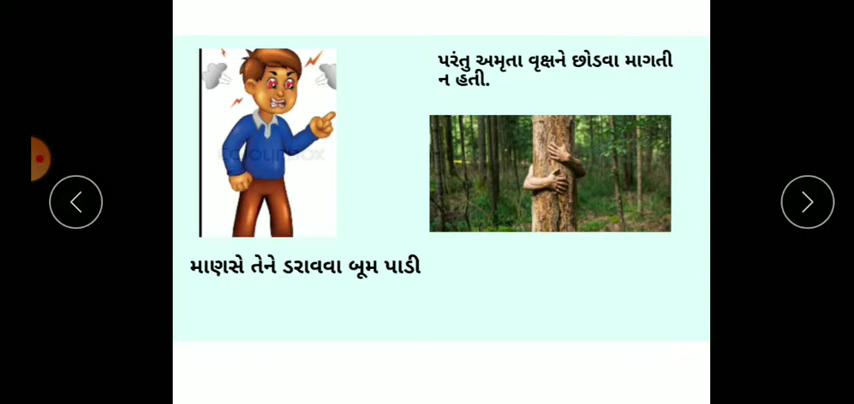 પરંતુ અમૃતા વૃક્ષને છોડવા માગતી
ન હતી.
માણસે તેને ડરાવવા બૂમ પાડી